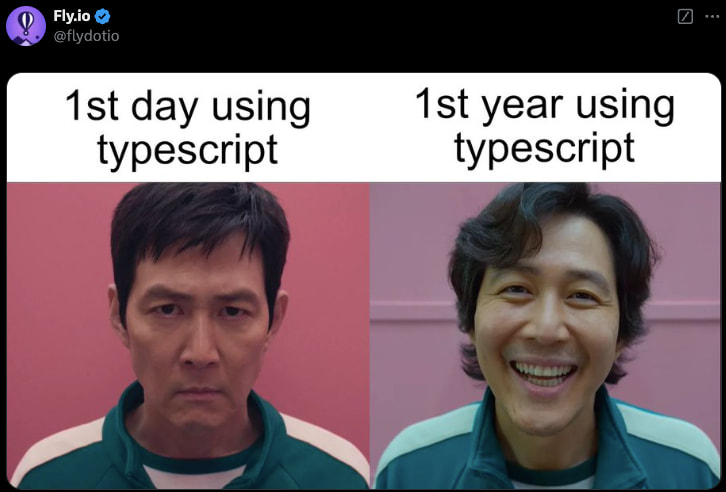 Fly.io
@flydotio
1st day using
typescript
1st year using
typescript